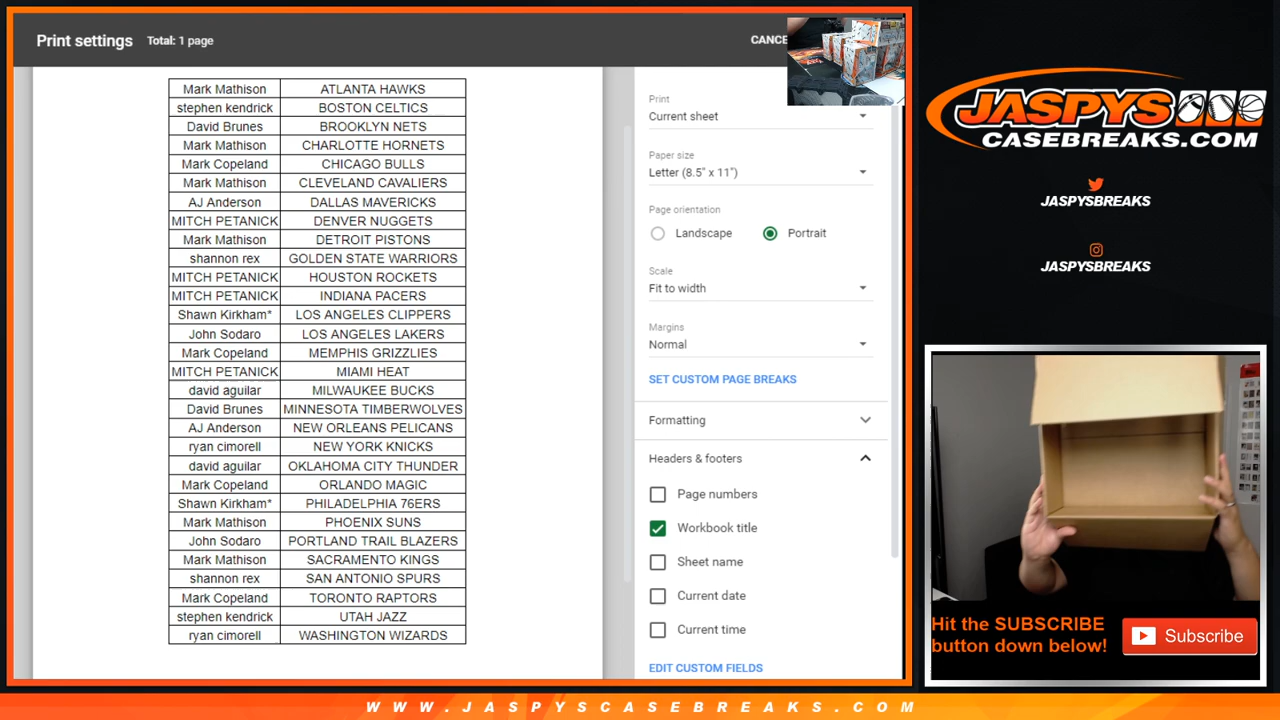 Print settings Total: 1 page CANCE
Mark Mathison ATLANTA HAWKS
stephen kendrick BOSTON CELTICS
David Brunes BROOKLYN NETS
Mark Mathison CHARLOTTE HORNETS
Mark Copeland CHICAGO BULLS
Mark Mathison CLEVELAND CAVALIERS
AJ Anderson DALLAS MAVERICKS
MITCH PETANICK DENVER NUGGETS
Mark Mathison DETROIT PISTONS
shannon rex GOLDEN STATE WARRIORS
MITCH PETANICK HOUSTON ROCKETS
MITCH PETANICK INDIANA PACERS
Shawn Kirkham* LOS ANGELES CLIPPERS
John Sodaro LOS ANGELES LAKERS
Mark Copeland MEMPHIS GRIZZLIES
MITCH PETANICK MIAMI HEAT
david aguilar MILWAUKEE BUCKS
David Brunes MINNESOTA TIMBERWOLVES
AJ Anderson NEW ORLEANS PELICANS
ryan cimorell NEW YORK KNICKS
david aguilar OKLAHOMA CITY THUNDER
Mark Copeland ORLANDO MAGIC
Shawn Kirkham* PHILADELPHIA 76ERS
Mark Mathison PHOENIX SUNS
John Sodaro PORTLAND TRAIL BLAZERS
Mark Mathison SACRAMENTO KINGS
shannon rex SAN ANTONIO SPURS
Mark Copeland TORONTO RAPTORS
stephen kendrick UTAH JAZZ
ryan cimorell WASHINGTON WIZARDS
Print
Current sheet
Paper size
Letter (8.5" x 11")
Page orientation
Landscape Portrait
Scale
Fit to width
Margins
Normal
SET CUSTOM PAGE BREAKS
Formatting
Headers & footers
Page numbers
Workbook title
Sheet name
Current date
Current time
EDIT CUSTOM FIELDS
JASPYS
CASEBREAKS.COM
JASPYSBREAKS
JASPYSBREAKS
Hit the SUBSCRIBE
button down below!
Subscribe
WWW.JASPYSCASEBREAKS.COM